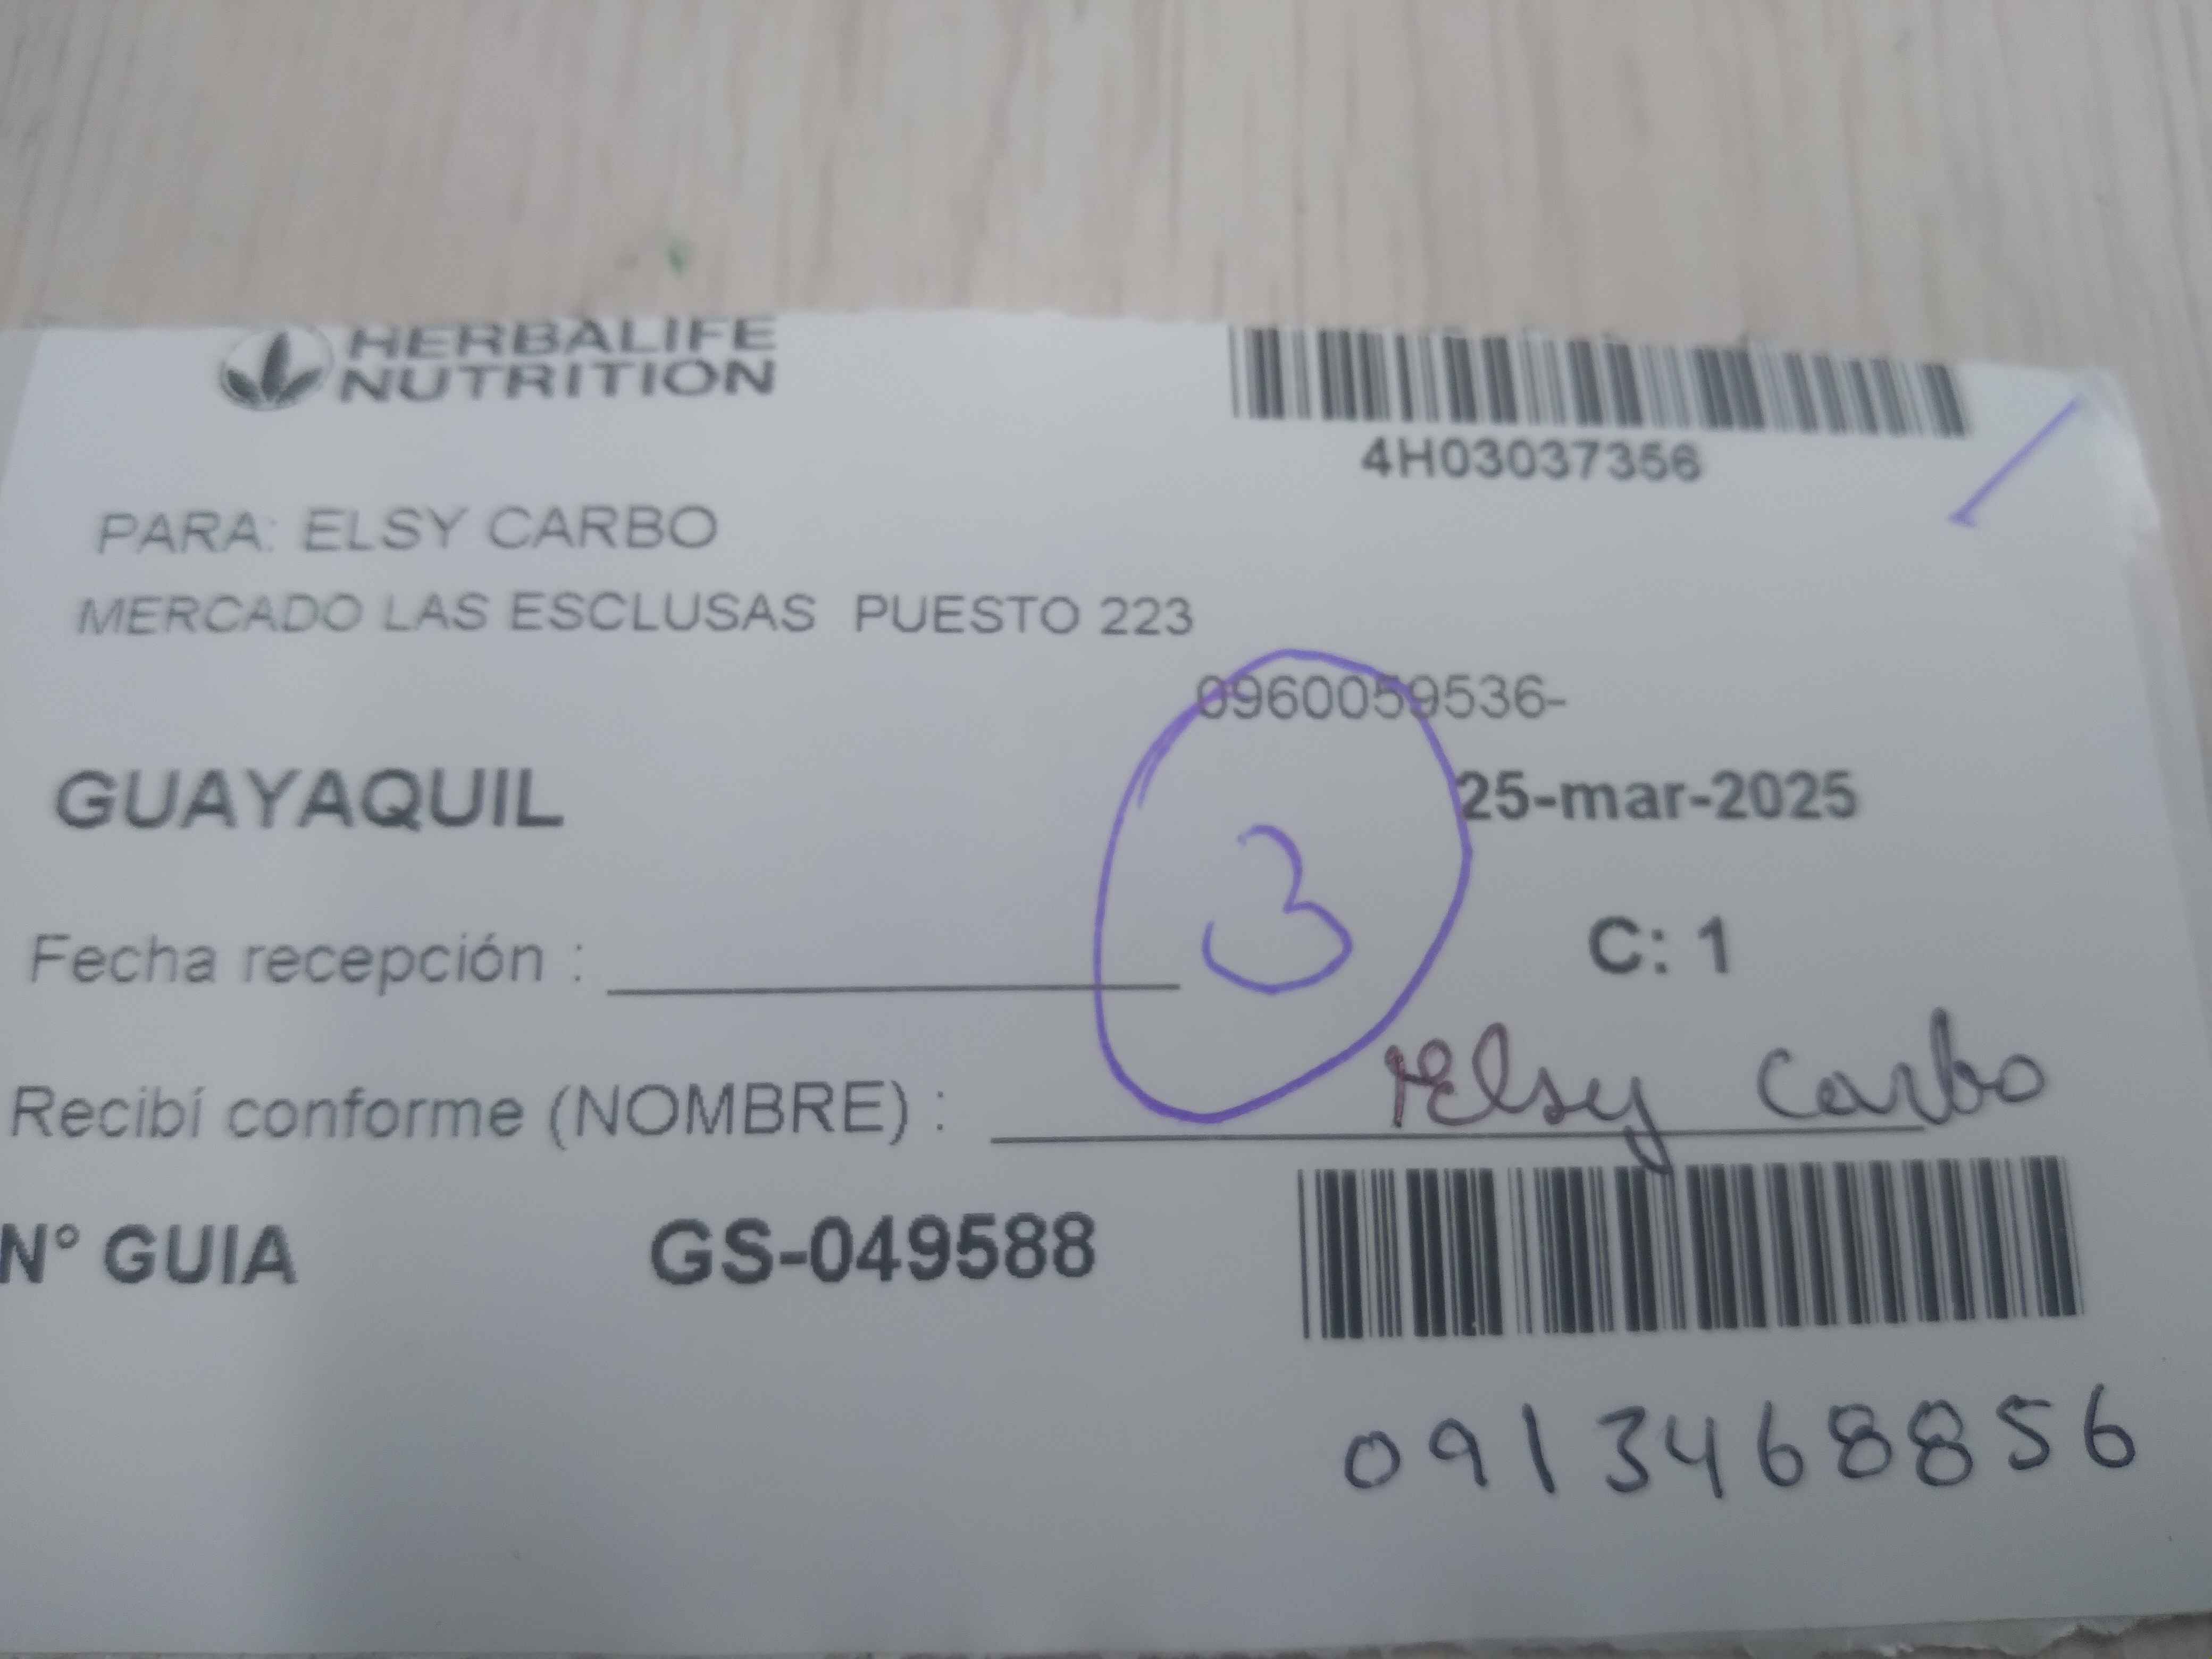 HERBALIFE
NUTRITION
4H03037356
PARA: ELSY CARBO
MERCADO LAS ESCLUSAS PUESTO 223
0960059536-
GUAYAQUIL
25-mar-2025
3
Fecha recepción :
C: 1
Recibí conforme (NOMBRE) : Elsy Carbo
N° GUIA GS-049588
0913468856